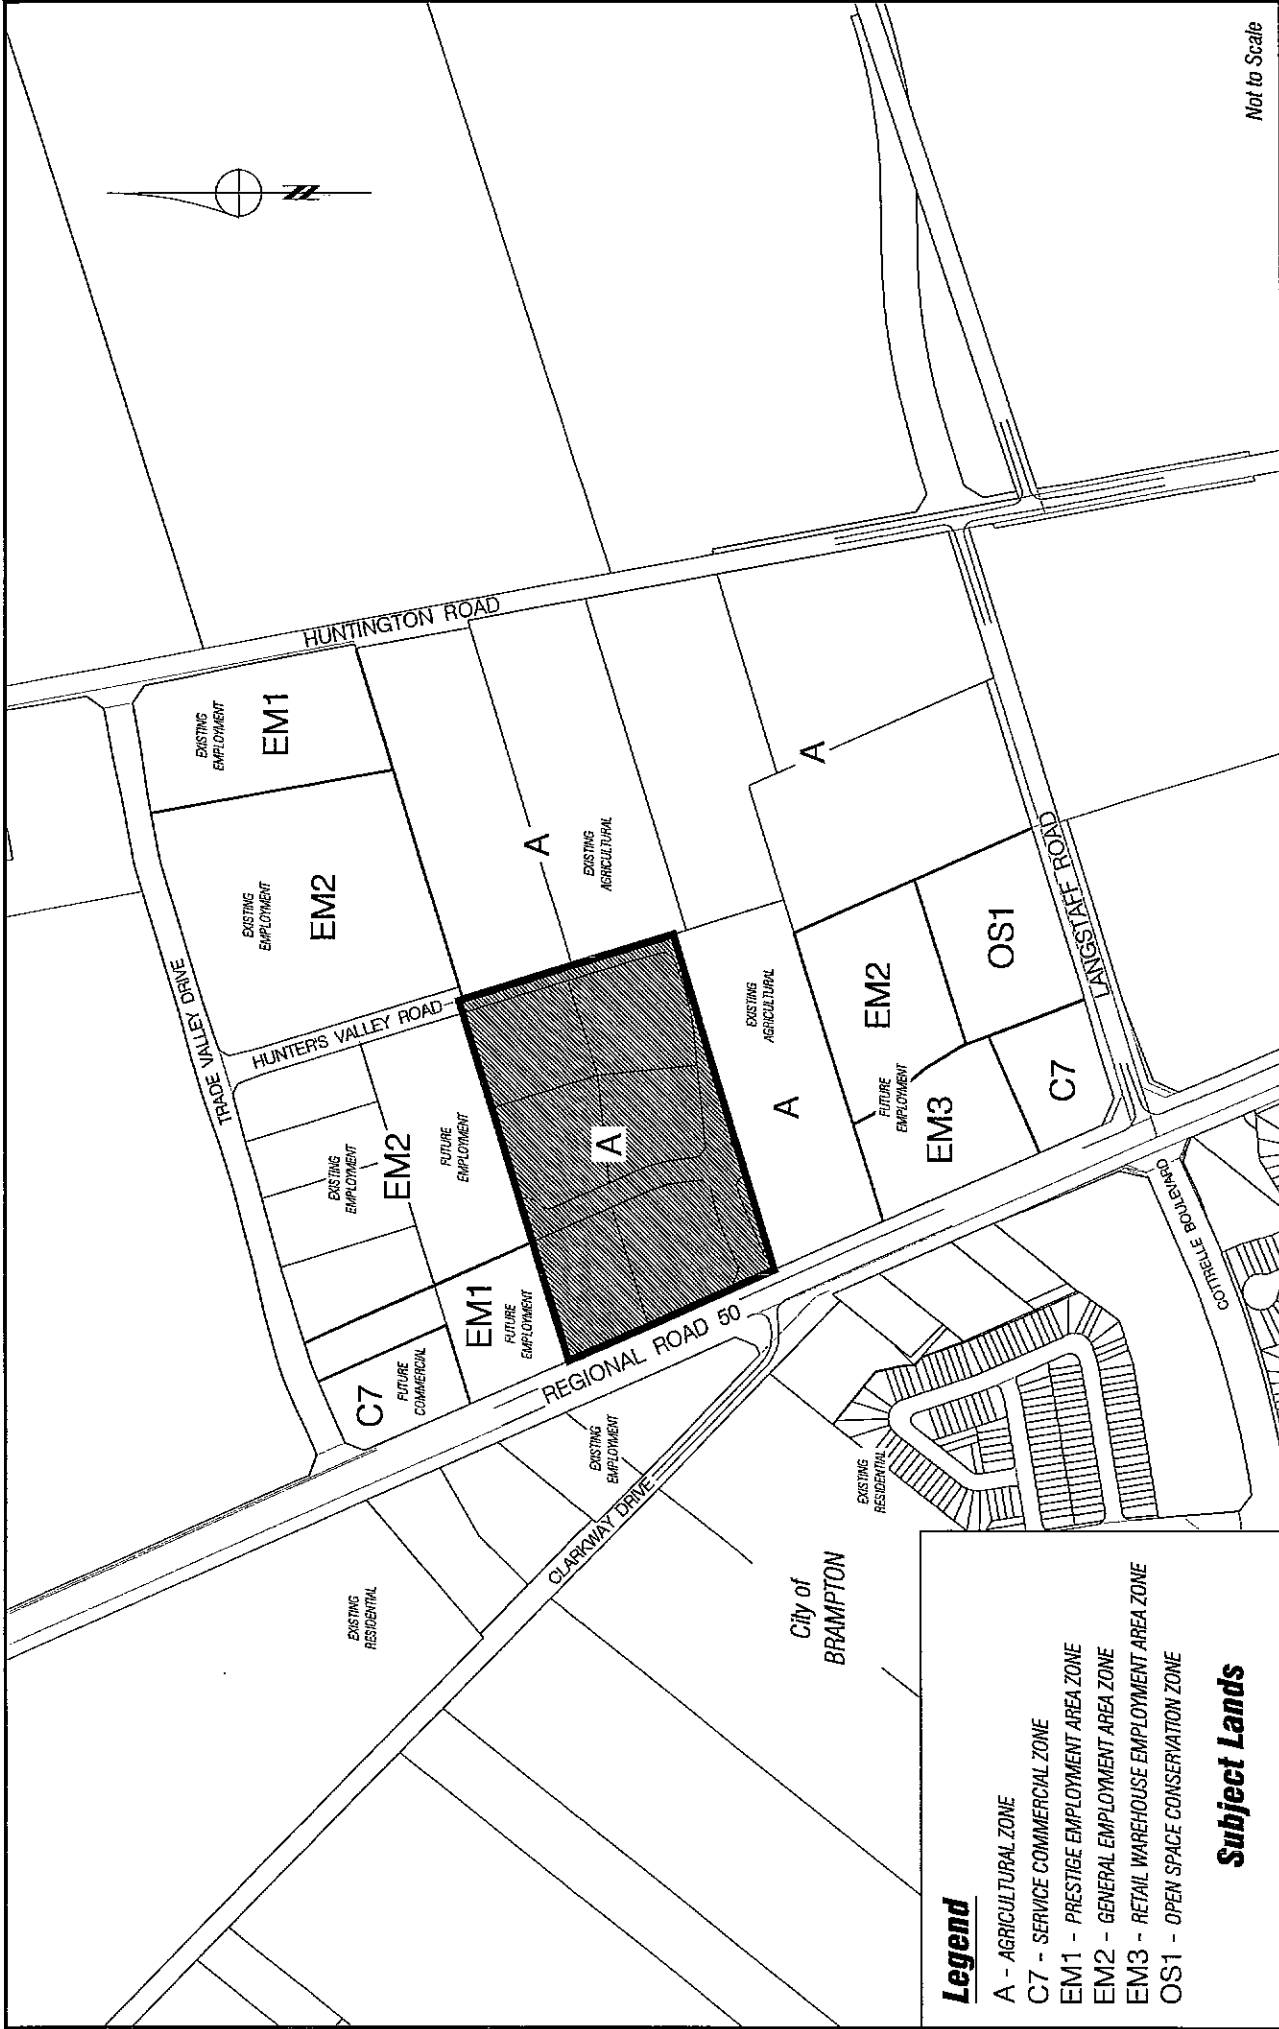 Not to Scale
N
HUNTINGTON ROAD
EXISTING
EMPLOYMENT
EM1
EXISTING
EMPLOYMENT
EM2
TRADE VALLEY DRIVE
HUNTER'S VALLEY ROAD
EXISTING
EMPLOYMENT
EM2
FUTURE
EMPLOYMENT
C7
FUTURE
COMMERCIAL
EM1
FUTURE
EMPLOYMENT
A
EXISTING
AGRICULTURAL
A
A
EXISTING
AGRICULTURAL
A
EM2
FUTURE
EMPLOYMENT
EM3
OS1
C7
LANGSTAFF ROAD
REGIONAL ROAD 50
EXISTING
EMPLOYMENT
CLARKWAY DRIVE
EXISTING
RESIDENTIAL
EXISTING
RESIDENTIAL
COTTRELLE BOULEVARD
City of
BRAMPTON
Legend
A - AGRICULTURAL ZONE
C7 - SERVICE COMMERCIAL ZONE
EM1 - PRESTIGE EMPLOYMENT AREA ZONE
EM2 - GENERAL EMPLOYMENT AREA ZONE
EM3 - RETAIL WAREHOUSE EMPLOYMENT AREA ZONE
OS1 - OPEN SPACE CONSERVATION ZONE
Subject Lands